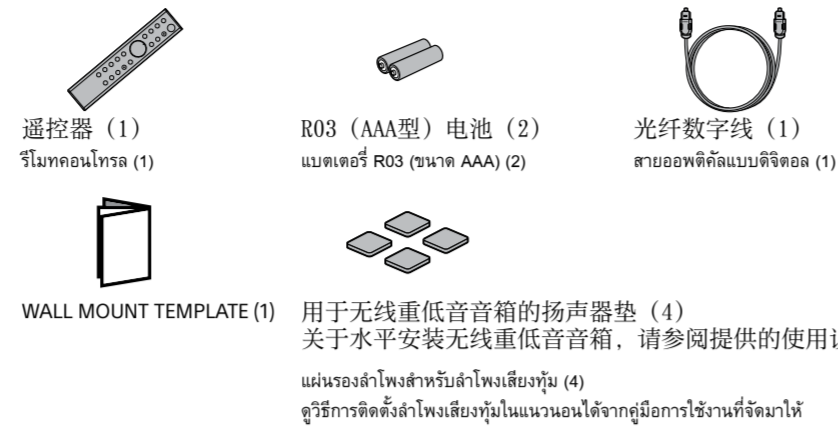 遥控器（1）
รีโมทคอนโทรล (1)
R03（AAA型）电池（2）
แบตเตอรี่ R03 (ขนาด AAA) (2)
光纤数字线（1）
สายออพติคัลแบบดิจิตอล (1)
WALL MOUNT TEMPLATE (1)
用于无线重低音音箱的扬声器垫（4）
关于水平安装无线重低音音箱，请参阅提供的使用
แผ่นรองลำโพงสำหรับลำโพงเสียงทุ้ม (4)
ดูวิธีการติดตั้งลำโพงเสียงทุ้มในแนวนอนได้จากคู่มือการใช้งานที่จัดมาให้